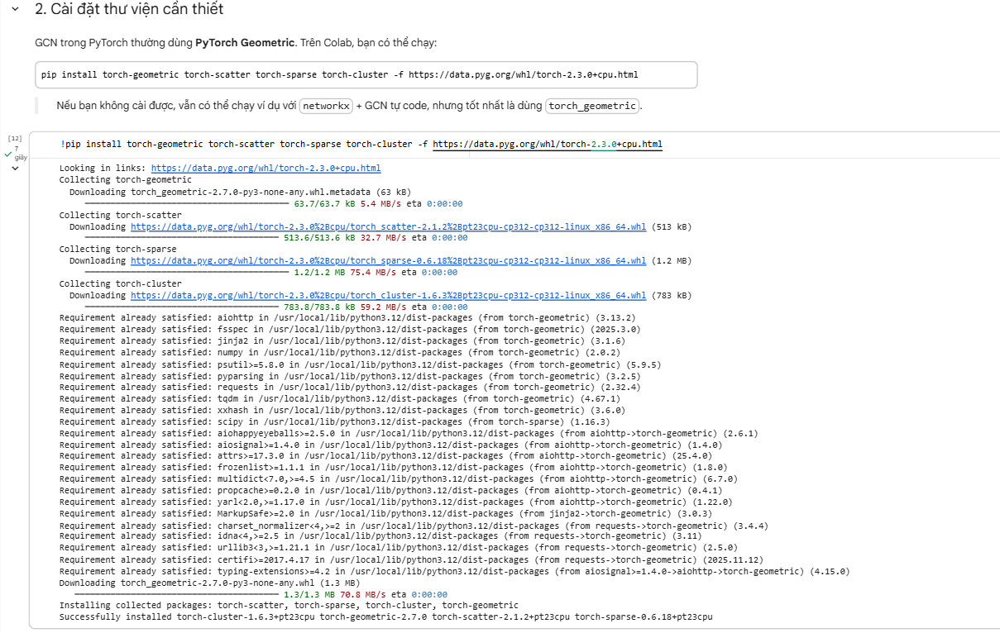 2. Cài đặt thư viện cần thiết
GCN trong PyTorch thường dùng PyTorch Geometric. Trên Colab, bạn có thể chạy:
pip install torch-geometric torch-scatter torch-sparse torch-cluster -f https://data.pyg.org/whl/torch-2.3.0+cpu.html
Nếu bạn không cài được, vẫn có thể chạy ví dụ với networkx + GCN tự code, nhưng tốt nhất là dùng torch_geometric.
[12]
7
giây
!pip install torch-geometric torch-scatter torch-sparse torch-cluster -f https://data.pyg.org/whl/torch-2.3.0+cpu.html
Looking in links: https://data.pyg.org/whl/torch-2.3.0+cpu.html
Collecting torch-geometric
Downloading torch_geometric-2.7.0-py3-none-any.whl.metadata (63 kB)
63.7/63.7 kB 5.4 MB/s eta 0:00:00
Collecting torch-scatter
Downloading https://data.pyg.org/whl/torch-2.3.0%2Bcpu/torch_scatter-2.1.2%2Bpt23cpu-cp312-cp312-linux_x86_64.whl (513 kB)
513.6/513.6 kB 32.7 MB/s eta 0:00:00
Collecting torch-sparse
Downloading https://data.pyg.org/whl/torch-2.3.0%2Bcpu/torch_sparse-0.6.18%2Bpt23cpu-cp312-cp312-linux_x86_64.whl (1.2 MB)
1.2/1.2 MB 75.4 MB/s eta 0:00:00
Collecting torch-cluster
Downloading https://data.pyg.org/whl/torch-2.3.0%2Bcpu/torch_cluster-1.6.3%2Bpt23cpu-cp312-cp312-linux_x86_64.whl (783 kB)
783.8/783.8 kB 59.2 MB/s eta 0:00:00
Requirement already satisfied: aiohttp in /usr/local/lib/python3.12/dist-packages (from torch-geometric) (3.13.2)
Requirement already satisfied: fsspec in /usr/local/lib/python3.12/dist-packages (from torch-geometric) (2025.3.0)
Requirement already satisfied: jinja2 in /usr/local/lib/python3.12/dist-packages (from torch-geometric) (3.1.6)
Requirement already satisfied: numpy in /usr/local/lib/python3.12/dist-packages (from torch-geometric) (2.0.2)
Requirement already satisfied: psutil>=5.8.0 in /usr/local/lib/python3.12/dist-packages (from torch-geometric) (5.9.5)
Requirement already satisfied: pyparsing in /usr/local/lib/python3.12/dist-packages (from torch-geometric) (3.2.5)
Requirement already satisfied: requests in /usr/local/lib/python3.12/dist-packages (from torch-geometric) (2.32.4)
Requirement already satisfied: tqdm in /usr/local/lib/python3.12/dist-packages (from torch-geometric) (4.67.1)
Requirement already satisfied: xxhash in /usr/local/lib/python3.12/dist-packages (from torch-geometric) (3.6.0)
Requirement already satisfied: scipy in /usr/local/lib/python3.12/dist-packages (from torch-sparse) (1.16.3)
Requirement already satisfied: aiohappyeyeballs>=2.5.0 in /usr/local/lib/python3.12/dist-packages (from aiohttp->torch-geometric) (2.6.1)
Requirement already satisfied: aiosignal>=1.4.0 in /usr/local/lib/python3.12/dist-packages (from aiohttp->torch-geometric) (1.4.0)
Requirement already satisfied: attrs>=17.3.0 in /usr/local/lib/python3.12/dist-packages (from aiohttp->torch-geometric) (25.4.0)
Requirement already satisfied: frozenlist>=1.1.1 in /usr/local/lib/python3.12/dist-packages (from aiohttp->torch-geometric) (1.8.0)
Requirement already satisfied: multidict<7.0,>=4.5 in /usr/local/lib/python3.12/dist-packages (from aiohttp->torch-geometric) (6.7.0)
Requirement already satisfied: propcache>=0.2.0 in /usr/local/lib/python3.12/dist-packages (from aiohttp->torch-geometric) (0.4.1)
Requirement already satisfied: yarl<2.0,>=1.17.0 in /usr/local/lib/python3.12/dist-packages (from aiohttp->torch-geometric) (1.22.0)
Requirement already satisfied: MarkupSafe>=2.0 in /usr/local/lib/python3.12/dist-packages (from jinja2->torch-geometric) (3.0.3)
Requirement already satisfied: charset_normalizer<4,>=2 in /usr/local/lib/python3.12/dist-packages (from requests->torch-geometric) (3.4.4)
Requirement already satisfied: idna<4,>=2.5 in /usr/local/lib/python3.12/dist-packages (from requests->torch-geometric) (3.11)
Requirement already satisfied: urllib3<3,>=1.21.1 in /usr/local/lib/python3.12/dist-packages (from requests->torch-geometric) (2.5.0)
Requirement already satisfied: certifi>=2017.4.17 in /usr/local/lib/python3.12/dist-packages (from requests->torch-geometric) (2025.11.12)
Requirement already satisfied: typing-extensions>=4.2 in /usr/local/lib/python3.12/dist-packages (from aiosignal>=1.4.0->aiohttp->torch-geometric) (4.15.0)
Downloading torch_geometric-2.7.0-py3-none-any.whl (1.3 MB)
1.3/1.3 MB 70.8 MB/s eta 0:00:00
Installing collected packages: torch-scatter, torch-sparse, torch-cluster, torch-geometric
Successfully installed torch-cluster-1.6.3+pt23cpu torch-geometric-2.7.0 torch-scatter-2.1.2+pt23cpu torch-sparse-0.6.18+pt23cpu